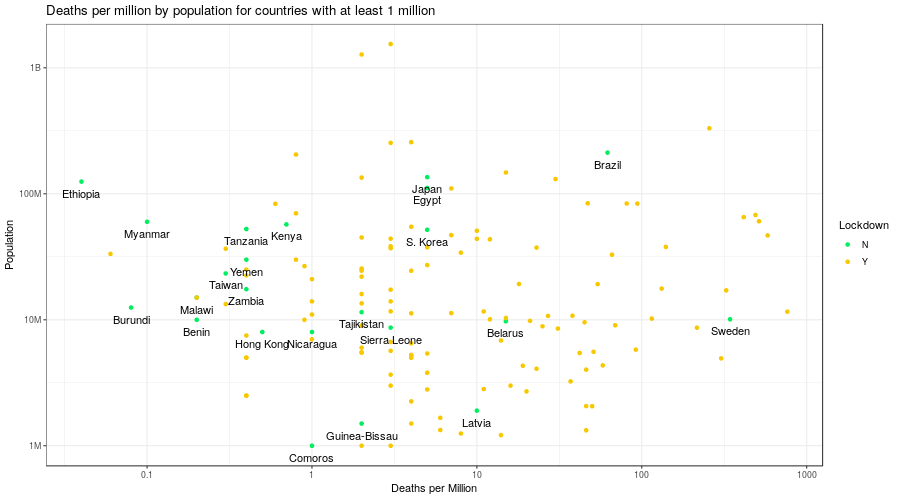 Deaths per million by population for countries with at least 1 million
1B
Brazil
Ethiopia
100M
Japan
Egypt
Myanmar
Kenya
Tanzania
S. Korea
Lockdown
N
Y
Population
Yemen
Taiwan
Zambia
Malawi
Burundi
10M
Benin
Tajikistan
Belarus
Sweden
Hong Kong
Nicaragua
Sierra Leone
Latvia
Guinea-Bissau
1M
Comoros
0.1
1
10
100
1000
Deaths per Million